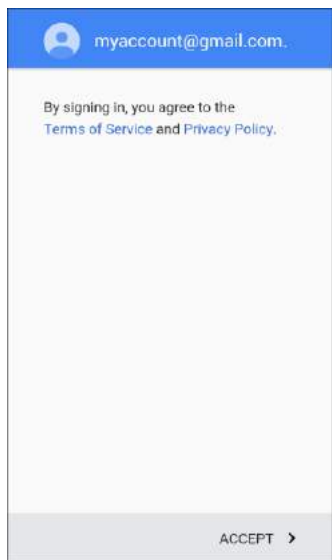 myaccount@gmail.com.
By signing in, you agree to the
Terms of Service and Privacy Policy.
ACCEPT